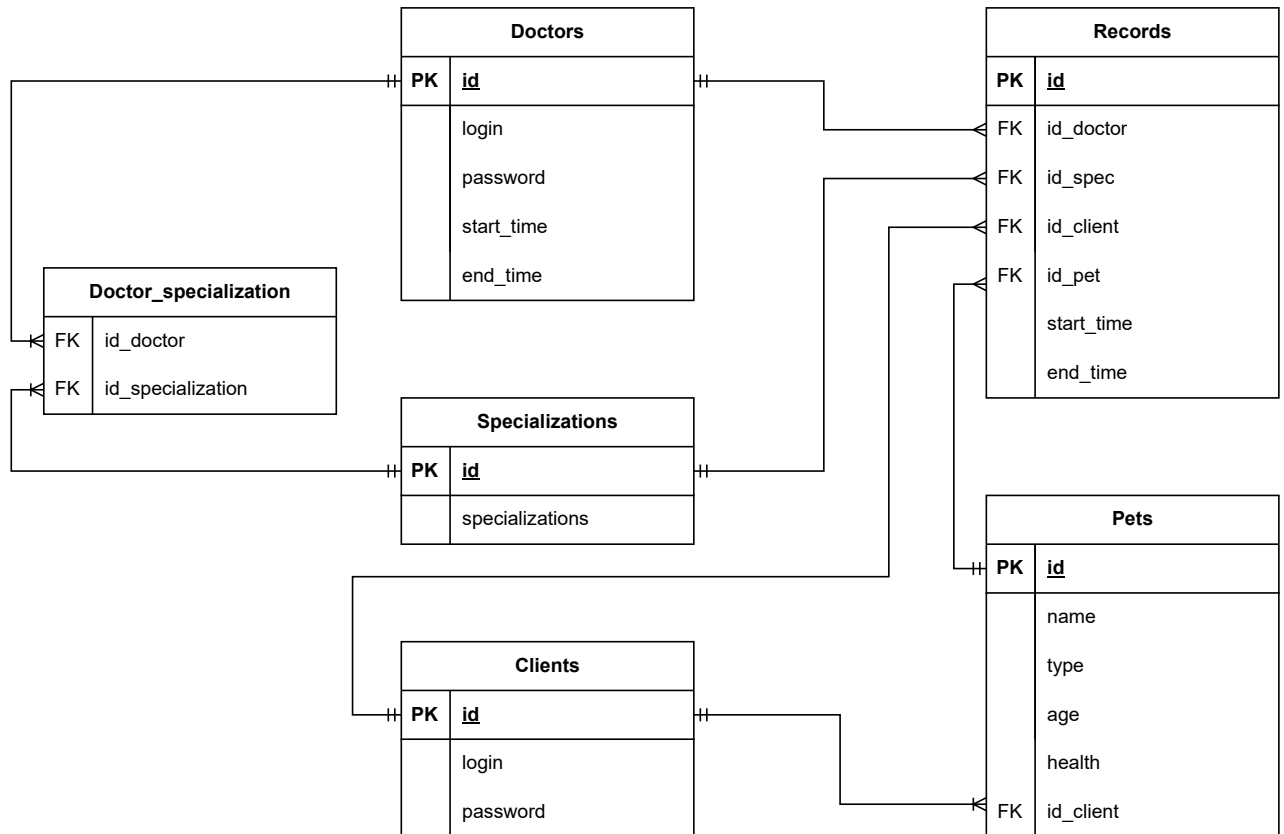 Doctors
PK id
login
password
start_time
end_time
Records
PK id
FK id_doctor
FK id_spec
FK id_client
FK id_pet
start_time
end_time
Doctor_specialization
FK id_doctor
FK id_specialization
Specializations
PK id
specializations
Pets
PK id
name
type
age
health
FK id_client
Clients
PK id
login
password